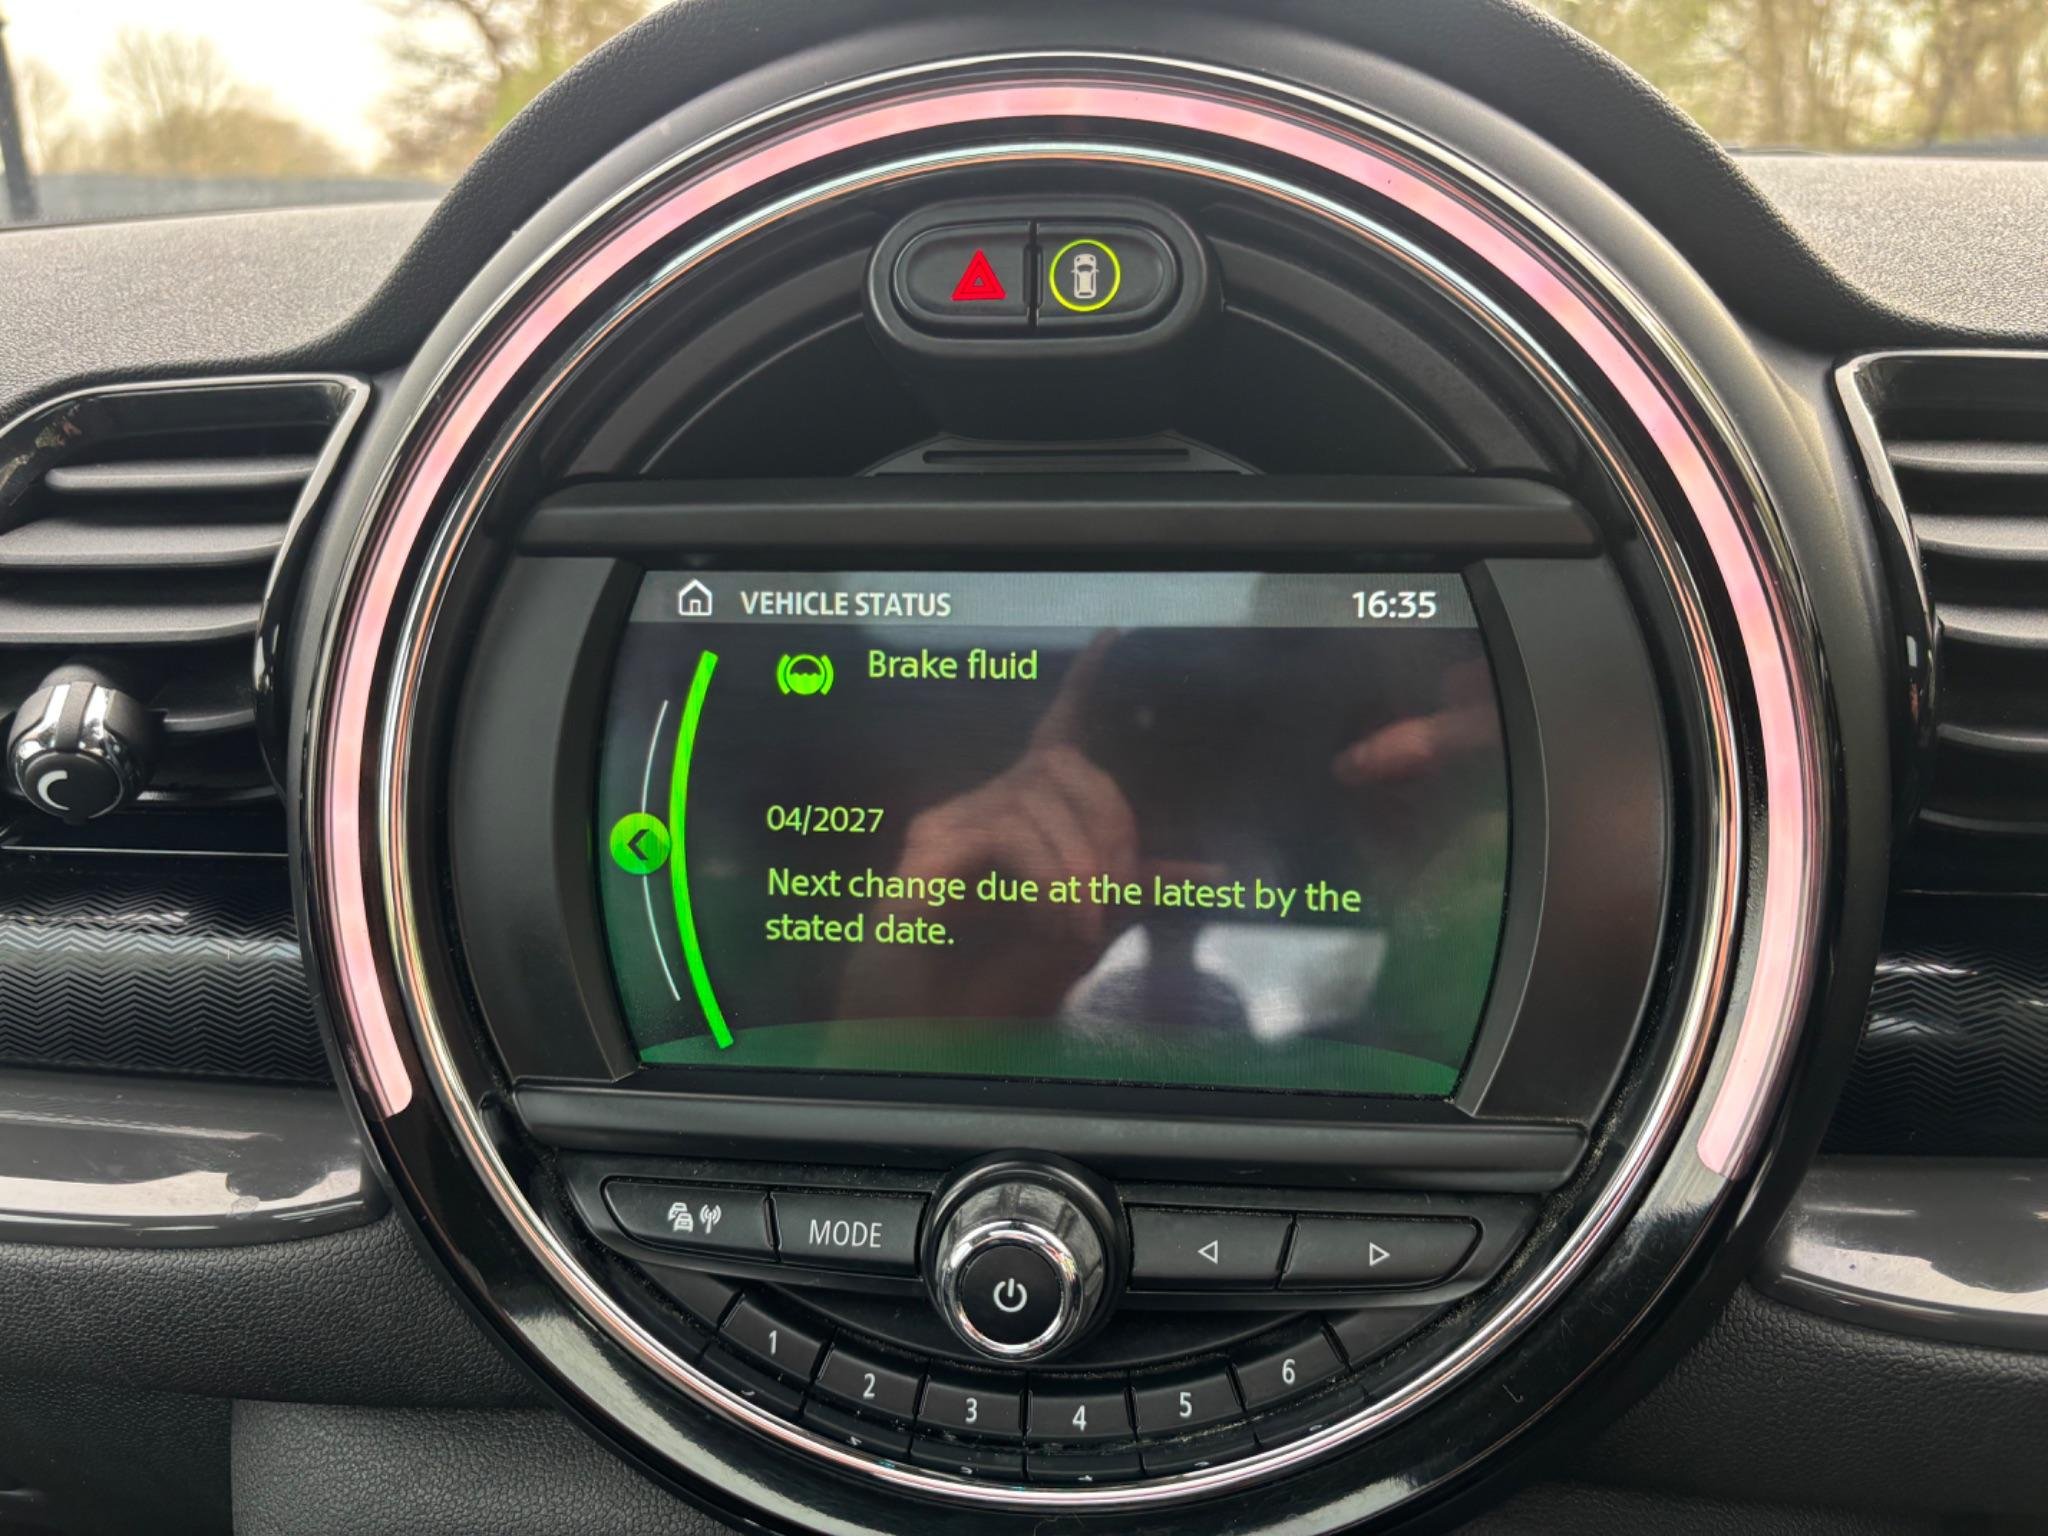 VEHICLE STATUS 16:35
Brake fluid
04/2027
Next change due at the latest by the
stated date.
MODE
1 2 3 4 5 6